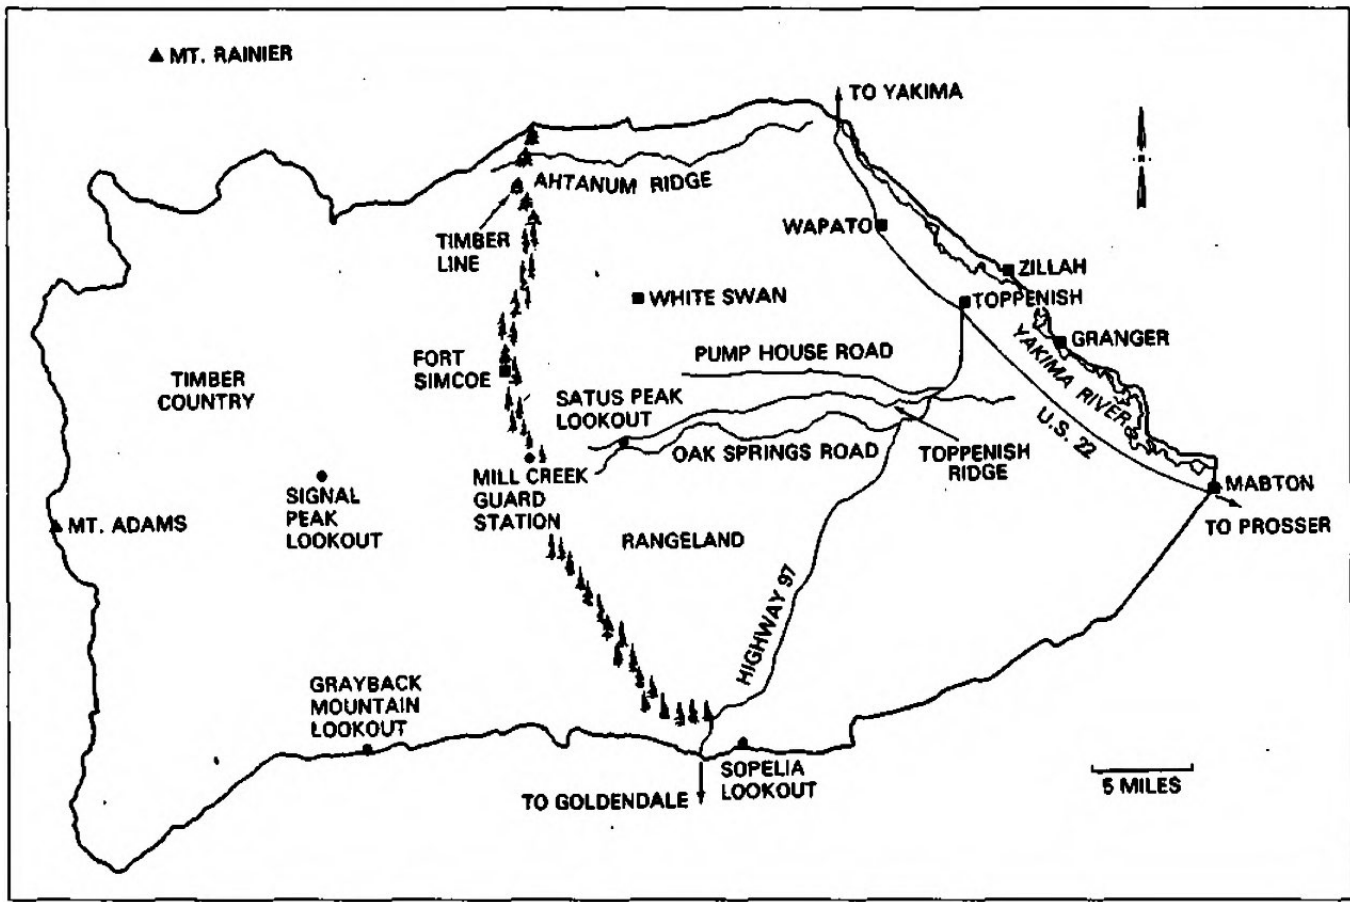 MT. RAINIER
TO YAKIMA
AHTANUM RIDGE
TIMBER
LINE
WAPATO
ZILLAH
WHITE SWAN
TOPPENISH
GRANGER
YAKIMA RIVER
U.S. 22
PUMP HOUSE ROAD
FORT
SIMCOE
TIMBER
COUNTRY
SATUS PEAK
LOOKOUT
OAK SPRINGS ROAD
TOPPENISH
RIDGE
MILL CREEK
GUARD
STATION
SIGNAL
PEAK
LOOKOUT
MT. ADAMS
MABTON
TO PROSSER
RANGELAND
HIGHWAY 97
GRAYBACK
MOUNTAIN
LOOKOUT
SOPELIA
LOOKOUT
TO GOLDENDALE
5 MILES